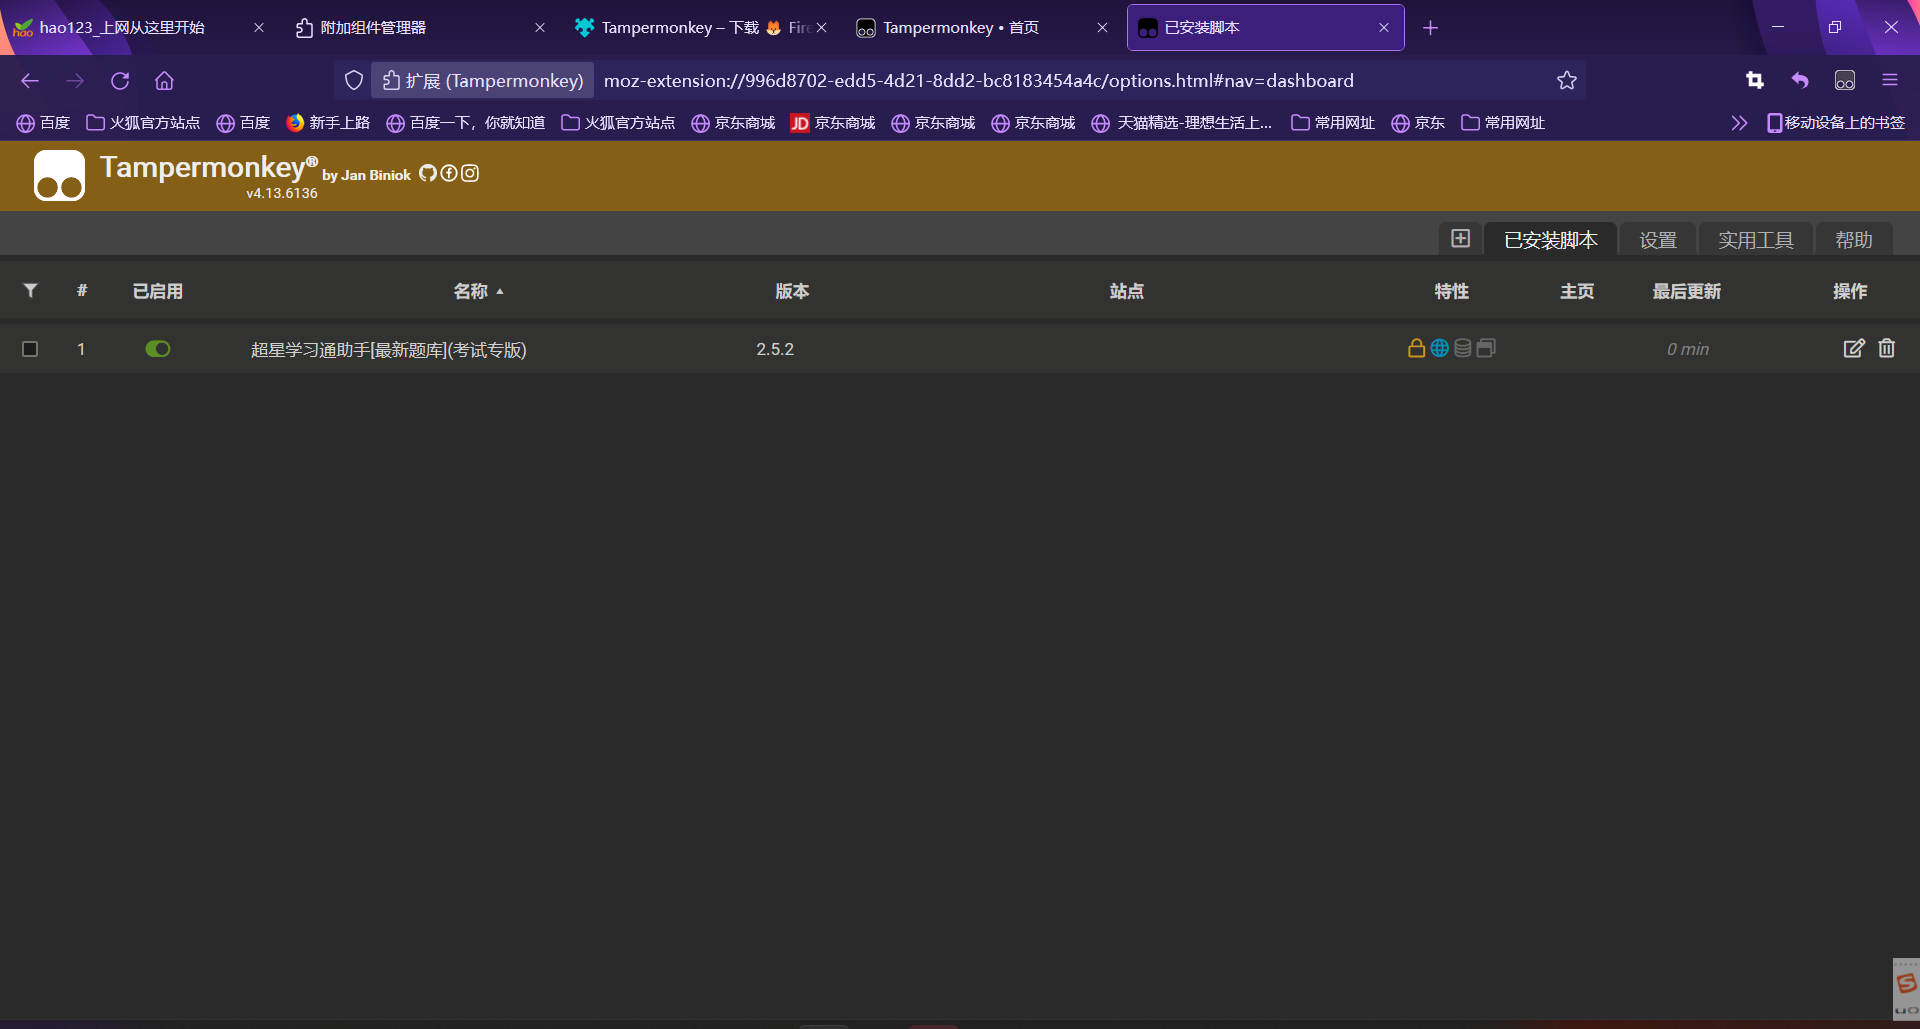 hao123_上网从这里开始
附加组件管理器
Tampermonkey – 下载 🦊 Fire
Tampermonkey • 首页
已安装脚本
扩展 (Tampermonkey)
moz-extension://996d8702-edd5-4d21-8dd2-bc8183454a4c/options.html#nav=dashboard
百度
火狐官方站点
百度
新手上路
百度一下，你就知道
火狐官方站点
京东商城
JD 京东商城
京东商城
京东商城
天猫精选-理想生活上...
常用网址
京东
常用网址
移动设备上的书签
Tampermonkey® by Jan Biniok
v4.13.6136
已安装脚本
设置
实用工具
帮助
#
已启用
名称
版本
站点
特性
主页
最后更新
操作
1
超星学习通助手[最新题库](考试专版)
2.5.2
0 min